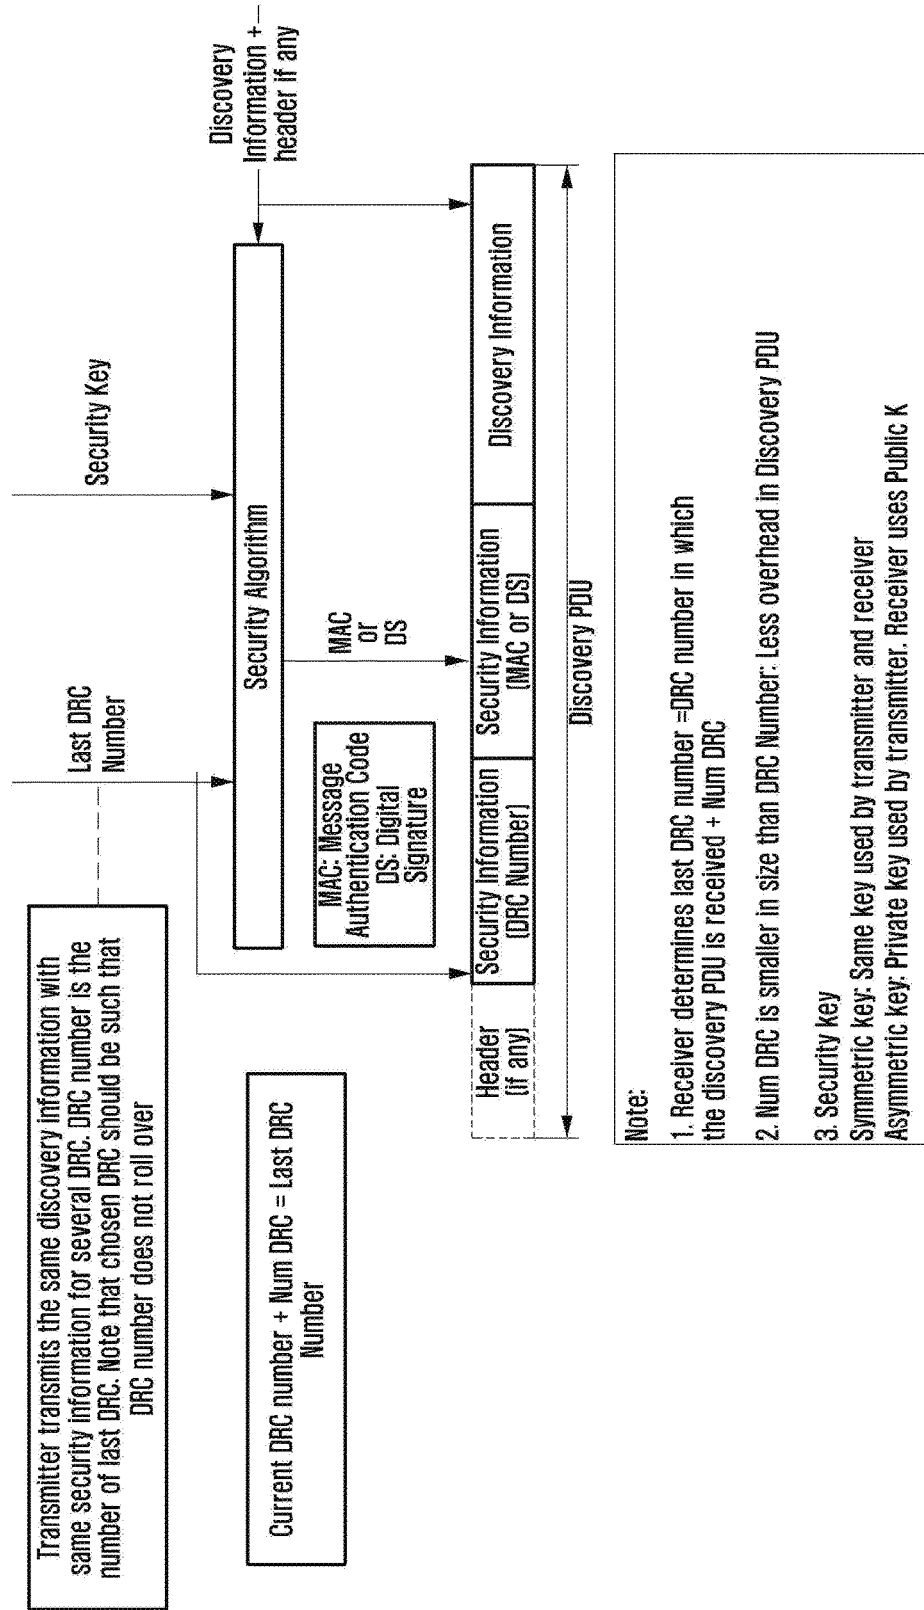 Transmitter transmits the same discovery information with
same security information for several DRC. DRC number is the
number of last DRC. Note that chosen DRC should be such that
DRC number does not roll over
Last DRC
Number
Security Key
Discovery
Information +
header if any
Security Algorithm
Current DRC number + Num DRC = Last DRC
Number
MAC: Message
Authentication Code
DS: Digital
Signature
MAC
or
DS
Header
(if any)
Security Information
(DRC Number)
Security Information
(MAC or DS)
Discovery Information
Discovery PDU
Note:
1. Receiver determines last DRC number =DRC number in which
the discovery PDU is received + Num DRC
2. Num DRC is smaller in size than DRC Number: Less overhead in Discovery PDU
3. Security key
Symmetric key: Same key used by transmitter and receiver
Asymmetric key: Private key used by transmitter. Receiver uses Public K